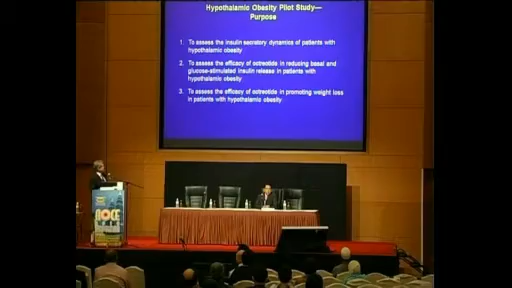 Hypothalamic Obesity Pilot Study—
Purpose
1. To assess the insulin secretory dynamics of patients with
hypothalamic obesity
2. To assess the efficacy of octreotide in reducing basal and
glucose-stimulated insulin release in patients with
hypothalamic obesity
3. To assess the efficacy of octreotide in promoting weight loss
in patients with hypothalamic obesity